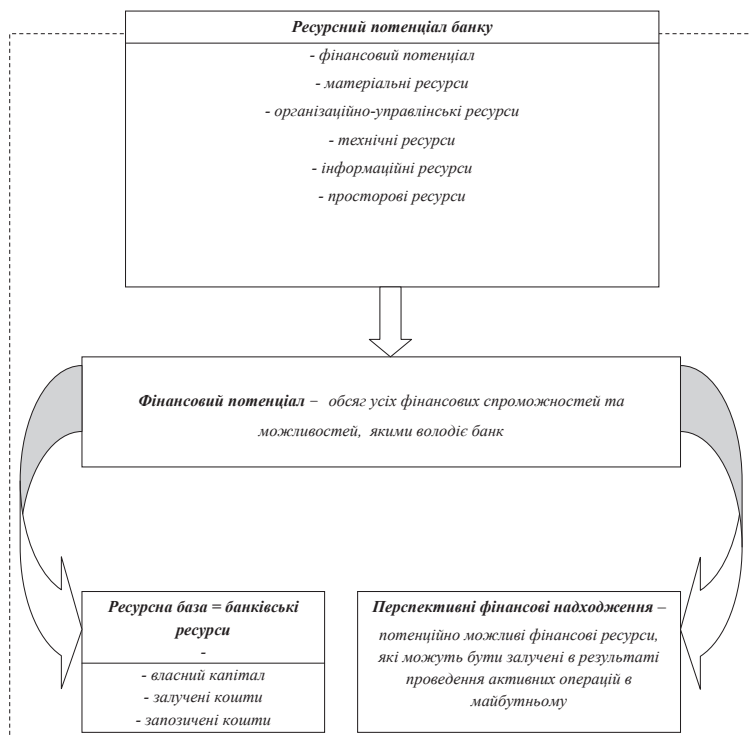 Ресурсний потенціал банку
- фінансовий потенціал
- матеріальні ресурси
- організаційно-управлінські ресурси
- технічні ресурси
- інформаційні ресурси
- просторові ресурси
Фінансовий потенціал – обсяг усіх фінансових спроможностей та
можливостей, якими володіє банк
Ресурсна база = банківські
ресурси
-
- власний капітал
- залучені кошти
- запозичені кошти
Перспективні фінансові надходження –
потенційно можливі фінансові ресурси,
які можуть бути залучені в результаті
проведення активних операцій в
майбутньому